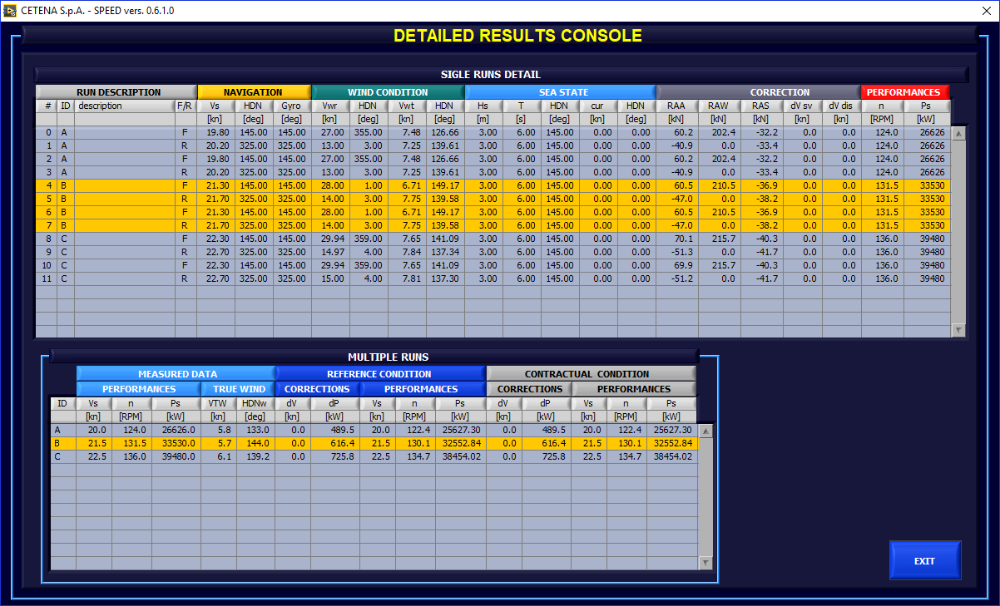 CETENA S.p.A. - SPEED vers. 0.6.1.0
DETAILED RESULTS CONSOLE
SIGLE RUNS DETAIL
RUN DESCRIPTION NAVIGATION WIND CONDITION SEA STATE CORRECTION PERFORMANCES
# ID description F/R Vs HDN Gyro Vwr HDN Vwt HDN Hs T HDN cur HDN RAA RAW RAS dV sv dV dis n Ps
[kn] [deg] [deg] [kn] [deg] [kn] [deg] [m] [s] [deg] [kn] [deg] [kN] [kN] [kN] [kn] [kn] [RPM] [kW]
0 A F 19.80 145.00 145.00 27.00 355.00 7.48 126.66 3.00 6.00 145.00 0.00 0.00 60.2 202.4 -32.2 0.0 0.0 124.0 26626
1 A R 20.20 325.00 325.00 13.00 3.00 7.25 139.61 3.00 6.00 145.00 0.00 0.00 -40.9 0.0 -33.4 0.0 0.0 124.0 26626
2 A F 19.80 145.00 145.00 27.00 355.00 7.48 126.66 3.00 6.00 145.00 0.00 0.00 60.2 202.4 -32.2 0.0 0.0 124.0 26626
3 A R 20.20 325.00 325.00 13.00 3.00 7.25 139.61 3.00 6.00 145.00 0.00 0.00 -40.9 0.0 -33.4 0.0 0.0 124.0 26626
4 B F 21.30 145.00 145.00 28.00 1.00 6.71 149.17 3.00 6.00 145.00 0.00 0.00 60.5 210.5 -36.9 0.0 0.0 131.5 33530
5 B R 21.70 325.00 325.00 14.00 3.00 7.75 139.58 3.00 6.00 145.00 0.00 0.00 -47.0 0.0 -38.2 0.0 0.0 131.5 33530
6 B F 21.30 145.00 145.00 28.00 1.00 6.71 149.17 3.00 6.00 145.00 0.00 0.00 60.5 210.5 -36.9 0.0 0.0 131.5 33530
7 B R 21.70 325.00 325.00 14.00 3.00 7.75 139.58 3.00 6.00 145.00 0.00 0.00 -47.0 0.0 -38.2 0.0 0.0 131.5 33530
8 C F 22.30 145.00 145.00 29.94 359.00 7.65 141.09 3.00 6.00 145.00 0.00 0.00 70.1 215.7 -40.3 0.0 0.0 136.0 39480
9 C R 22.70 325.00 325.00 14.97 4.00 7.84 137.34 3.00 6.00 145.00 0.00 0.00 -51.3 0.0 -41.7 0.0 0.0 136.0 39480
10 C F 22.30 145.00 145.00 29.94 359.00 7.65 141.09 3.00 6.00 145.00 0.00 0.00 69.9 215.7 -40.3 0.0 0.0 136.0 39480
11 C R 22.70 325.00 325.00 15.00 4.00 7.81 137.30 3.00 6.00 145.00 0.00 0.00 -51.2 0.0 -41.7 0.0 0.0 136.0 39480
MULTIPLE RUNS
MEASURED DATA REFERENCE CONDITION CONTRACTUAL CONDITION
PERFORMANCES TRUE WIND CORRECTIONS PERFORMANCES CORRECTIONS PERFORMANCES
ID Vs n Ps VTW HDNw dV dP Vs n Ps dV dP Vs n Ps
[kn] [RPM] [kW] [kn] [deg] [kn] [kW] [kn] [RPM] [kW] [kn] [kW] [kn] [RPM] [kW]
A 20.0 124.0 26626.0 5.8 133.0 0.0 489.5 20.0 122.4 25627.30 0.0 489.5 20.0 122.4 25627.30
B 21.5 131.5 33530.0 5.7 144.0 0.0 616.4 21.5 130.1 32552.84 0.0 616.4 21.5 130.1 32552.84
C 22.5 136.0 39480.0 6.1 139.2 0.0 725.8 22.5 134.7 38454.02 0.0 725.8 22.5 134.7 38454.02
EXIT